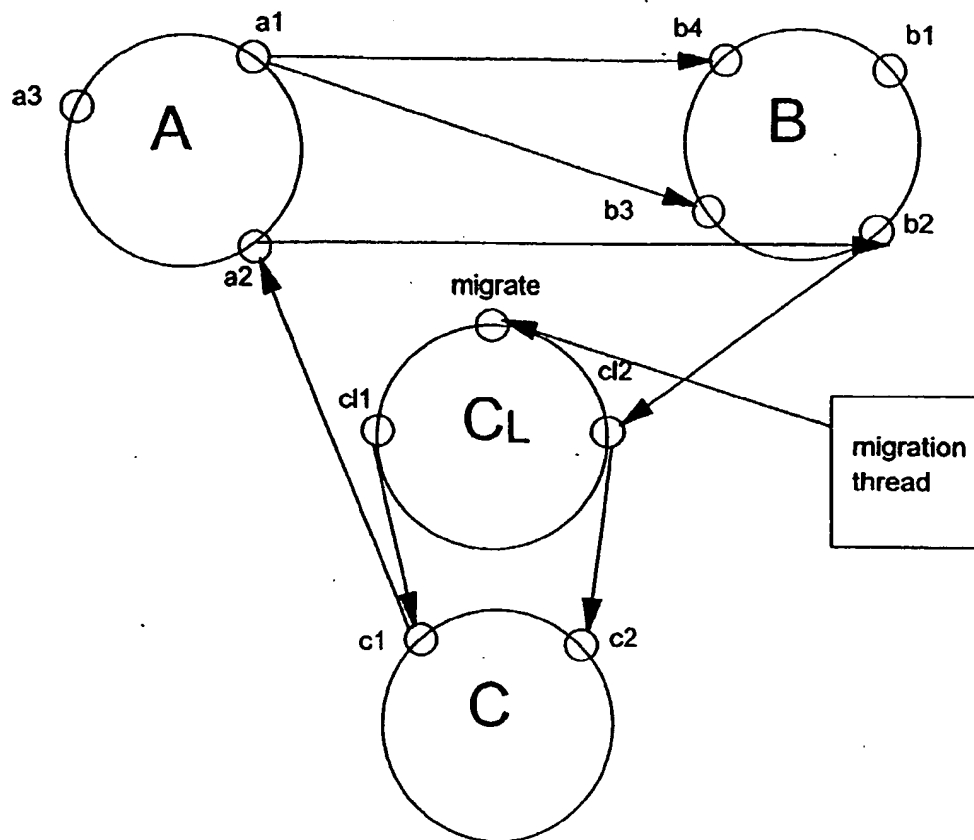 a1
b4
b1
a3
A
B
b3
b2
a2
migrate
cl2
cl1
CL
migration
thread
c1
c2
C